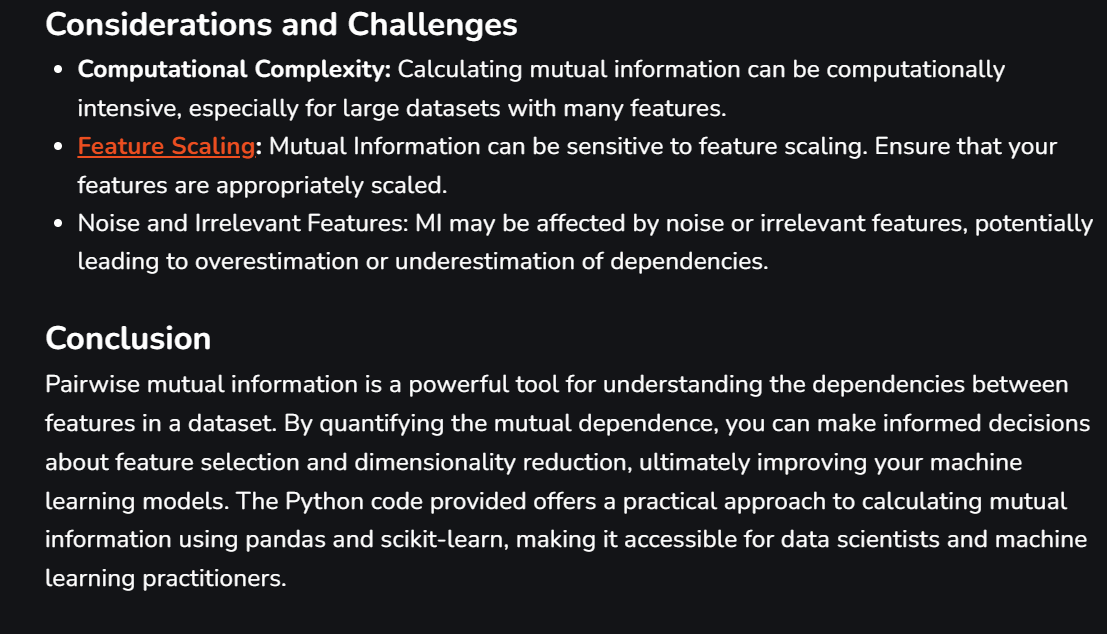 Considerations and Challenges
• Computational Complexity: Calculating mutual information can be computationally
intensive, especially for large datasets with many features.
• Feature Scaling: Mutual Information can be sensitive to feature scaling. Ensure that your
features are appropriately scaled.
• Noise and Irrelevant Features: MI may be affected by noise or irrelevant features, potentially
leading to overestimation or underestimation of dependencies.
Conclusion
Pairwise mutual information is a powerful tool for understanding the dependencies between
features in a dataset. By quantifying the mutual dependence, you can make informed decisions
about feature selection and dimensionality reduction, ultimately improving your machine
learning models. The Python code provided offers a practical approach to calculating mutual
information using pandas and scikit-learn, making it accessible for data scientists and machine
learning practitioners.